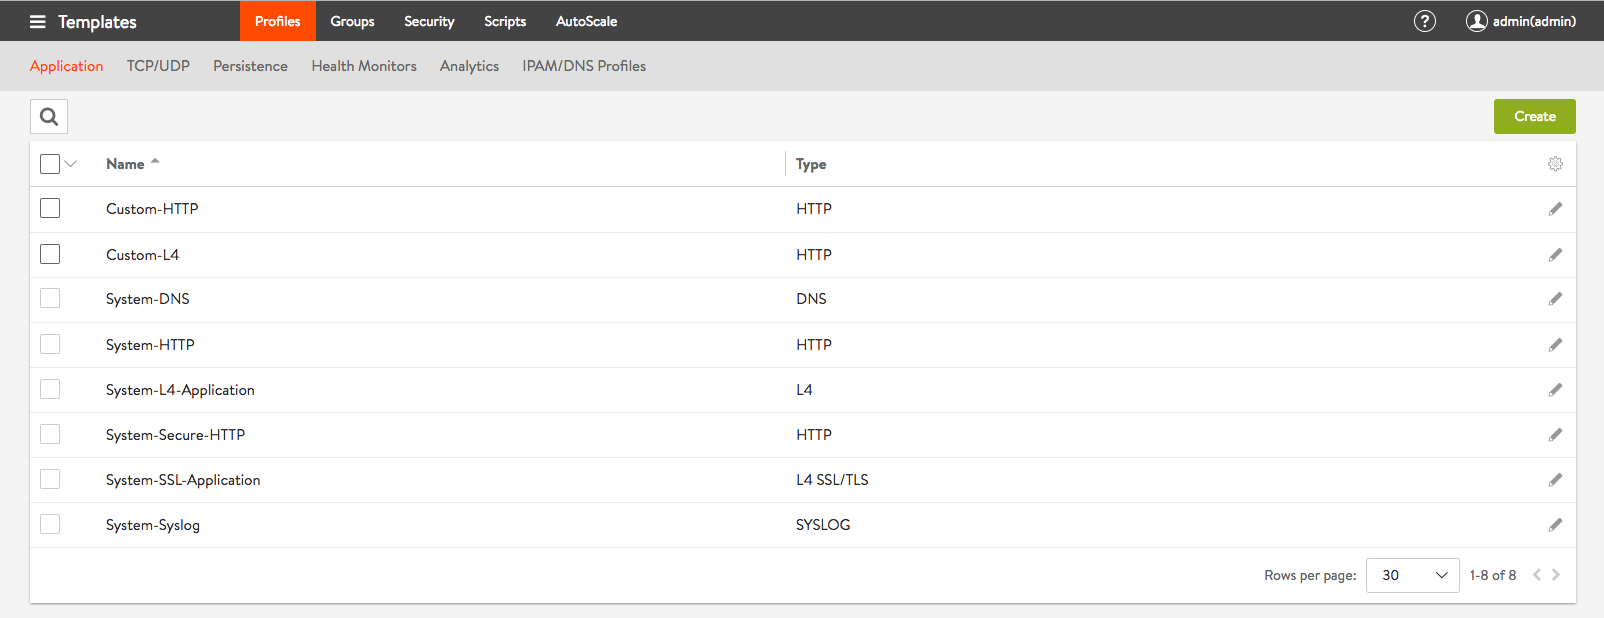 Templates Profiles Groups Security Scripts AutoScale ? admin(admin)
Application TCP/UDP Persistence Health Monitors Analytics IPAM/DNS Profiles
Create
Name Type
Custom-HTTP HTTP
Custom-L4 HTTP
System-DNS DNS
System-HTTP HTTP
System-L4-Application L4
System-Secure-HTTP HTTP
System-SSL-Application L4 SSL/TLS
System-Syslog SYSLOG
Rows per page: 30 1-8 of 8